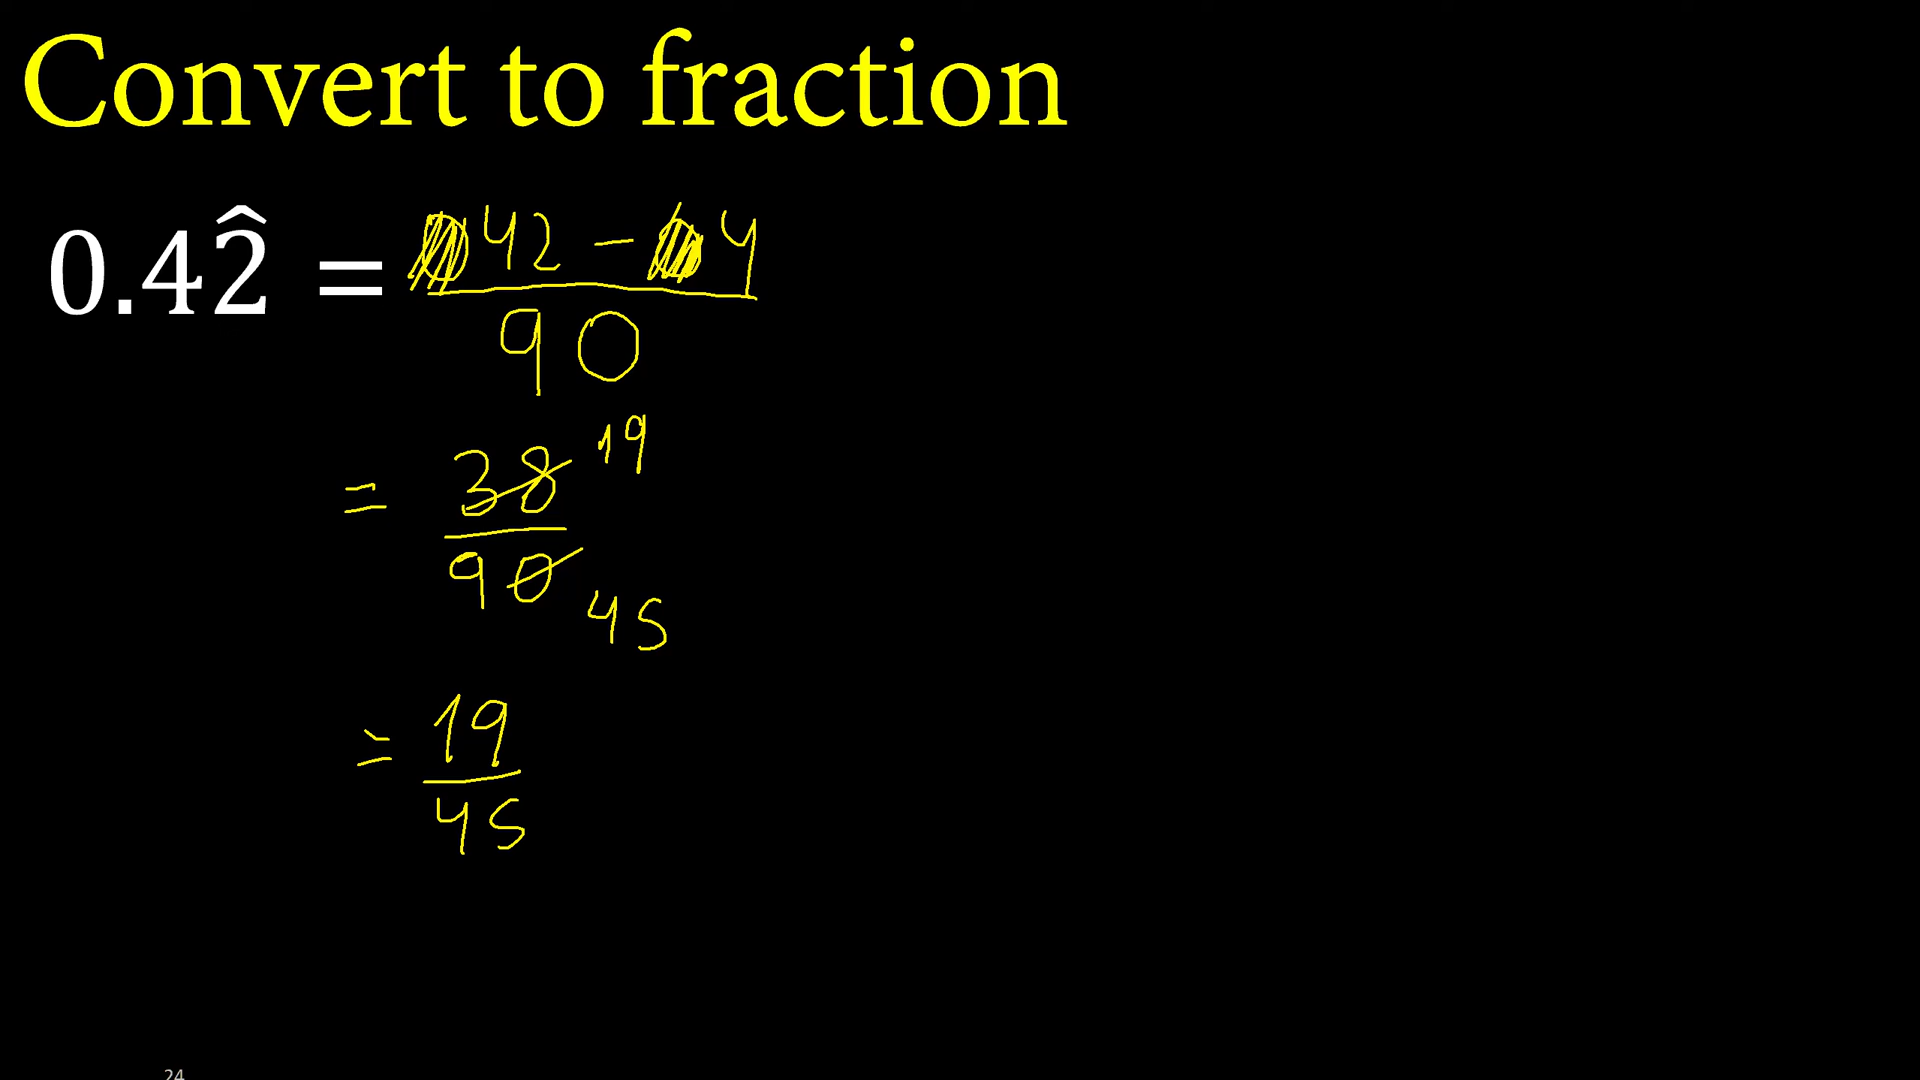 Convert to fraction
0.42̂ = 42 - 4
90
= 38 19
90 45
= 19
45
24